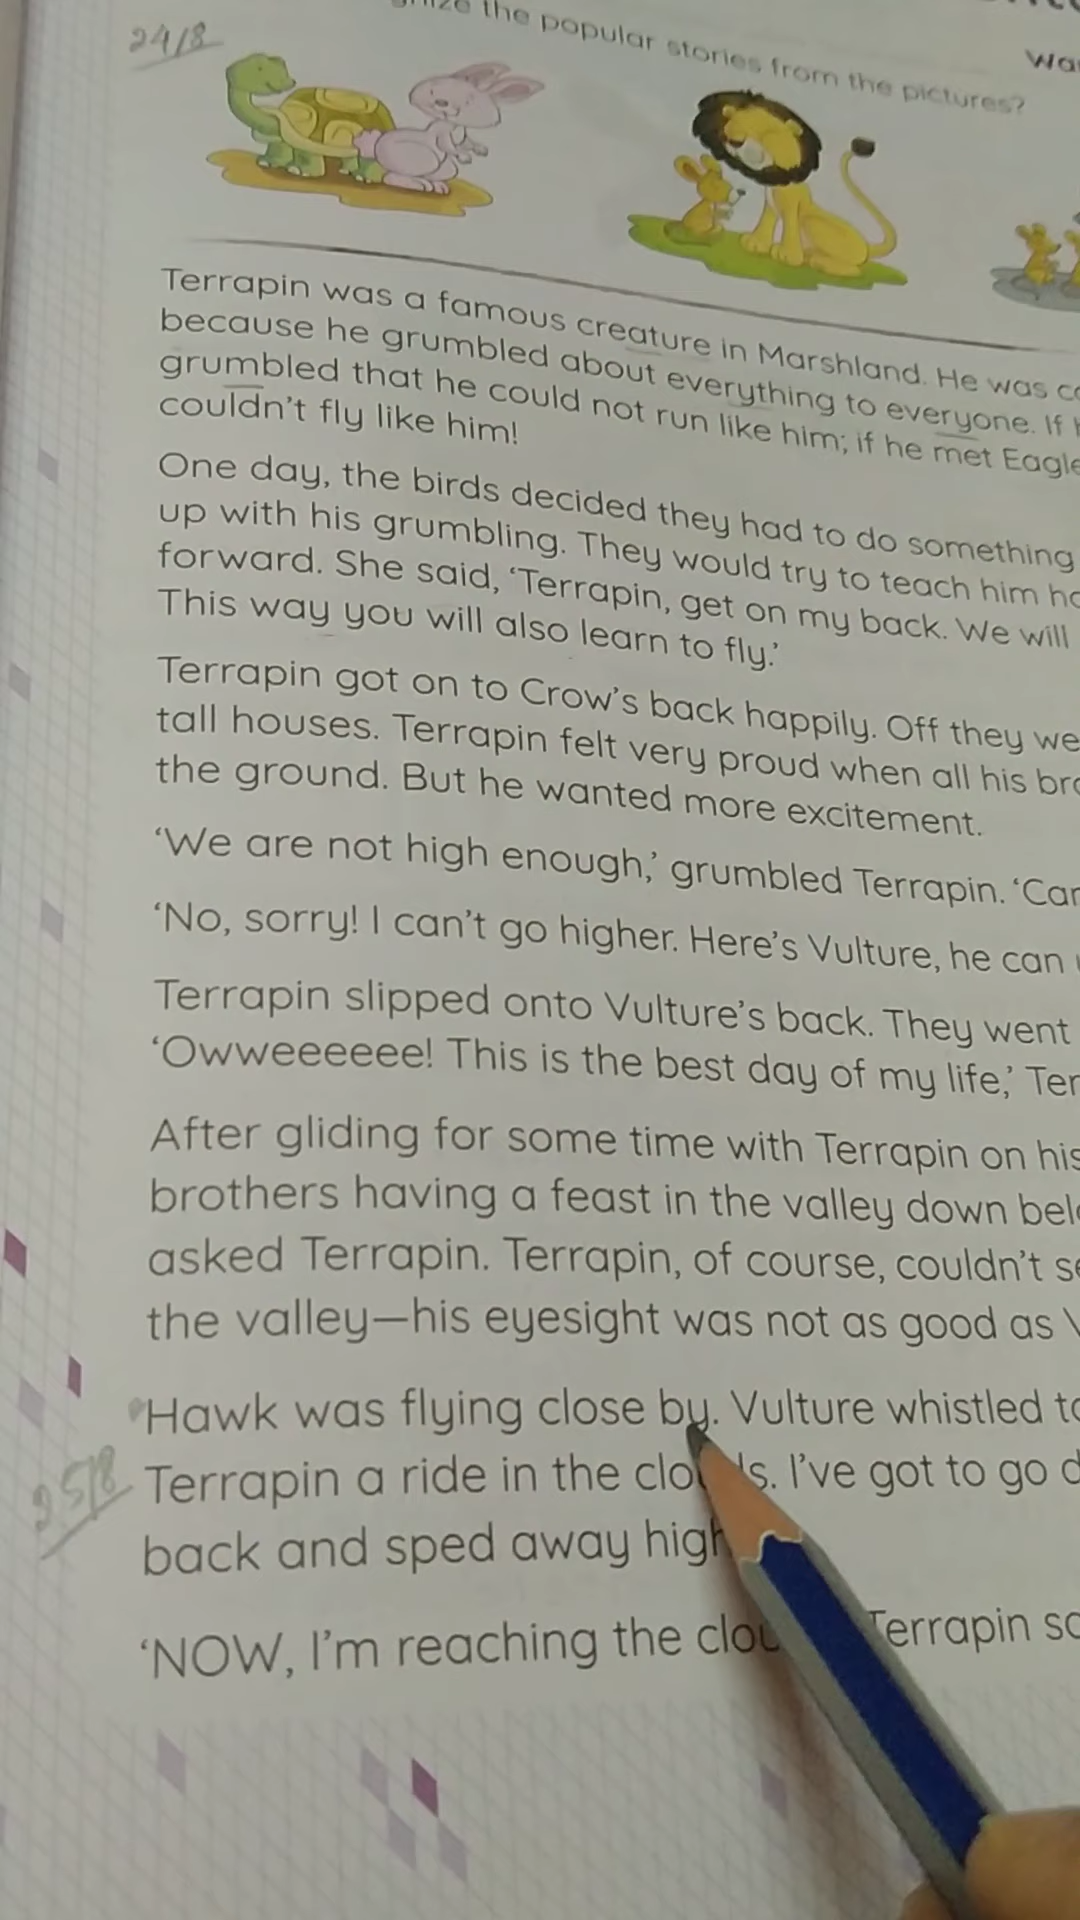 24/8
the popular stories from the pictures?
Terrapin was a famous creature in Marshland. He was
because he grumbled about everything to everyone. If
grumbled that he could not run like him; if he met Eagle
couldn't fly like him!
One day, the birds decided they had to do something
up with his grumbling. They would try to teach him
forward. She said, 'Terrapin, get on my back. We will
This way you will also learn to fly.'
Terrapin got on to Crow's back happily. Off they
tall houses. Terrapin felt very proud when all his
the ground. But he wanted more excitement.
'We are not high enough,' grumbled Terrapin.
'No, sorry! I can't go higher. Here's Vulture, he can
Terrapin slipped onto Vulture's back. They went
'Owweeeeeee! This is the best day of my life,'
After gliding for some time with Terrapin on his
brothers having a feast in the valley down
asked Terrapin. Terrapin, of course, couldn't
the valley—his eyesight was not as good as
Hawk was flying close by. Vulture whistled
25/8
Terrapin a ride in the clouds. I've got to go
back and sped away
'NOW, I'm reaching the Terrapin